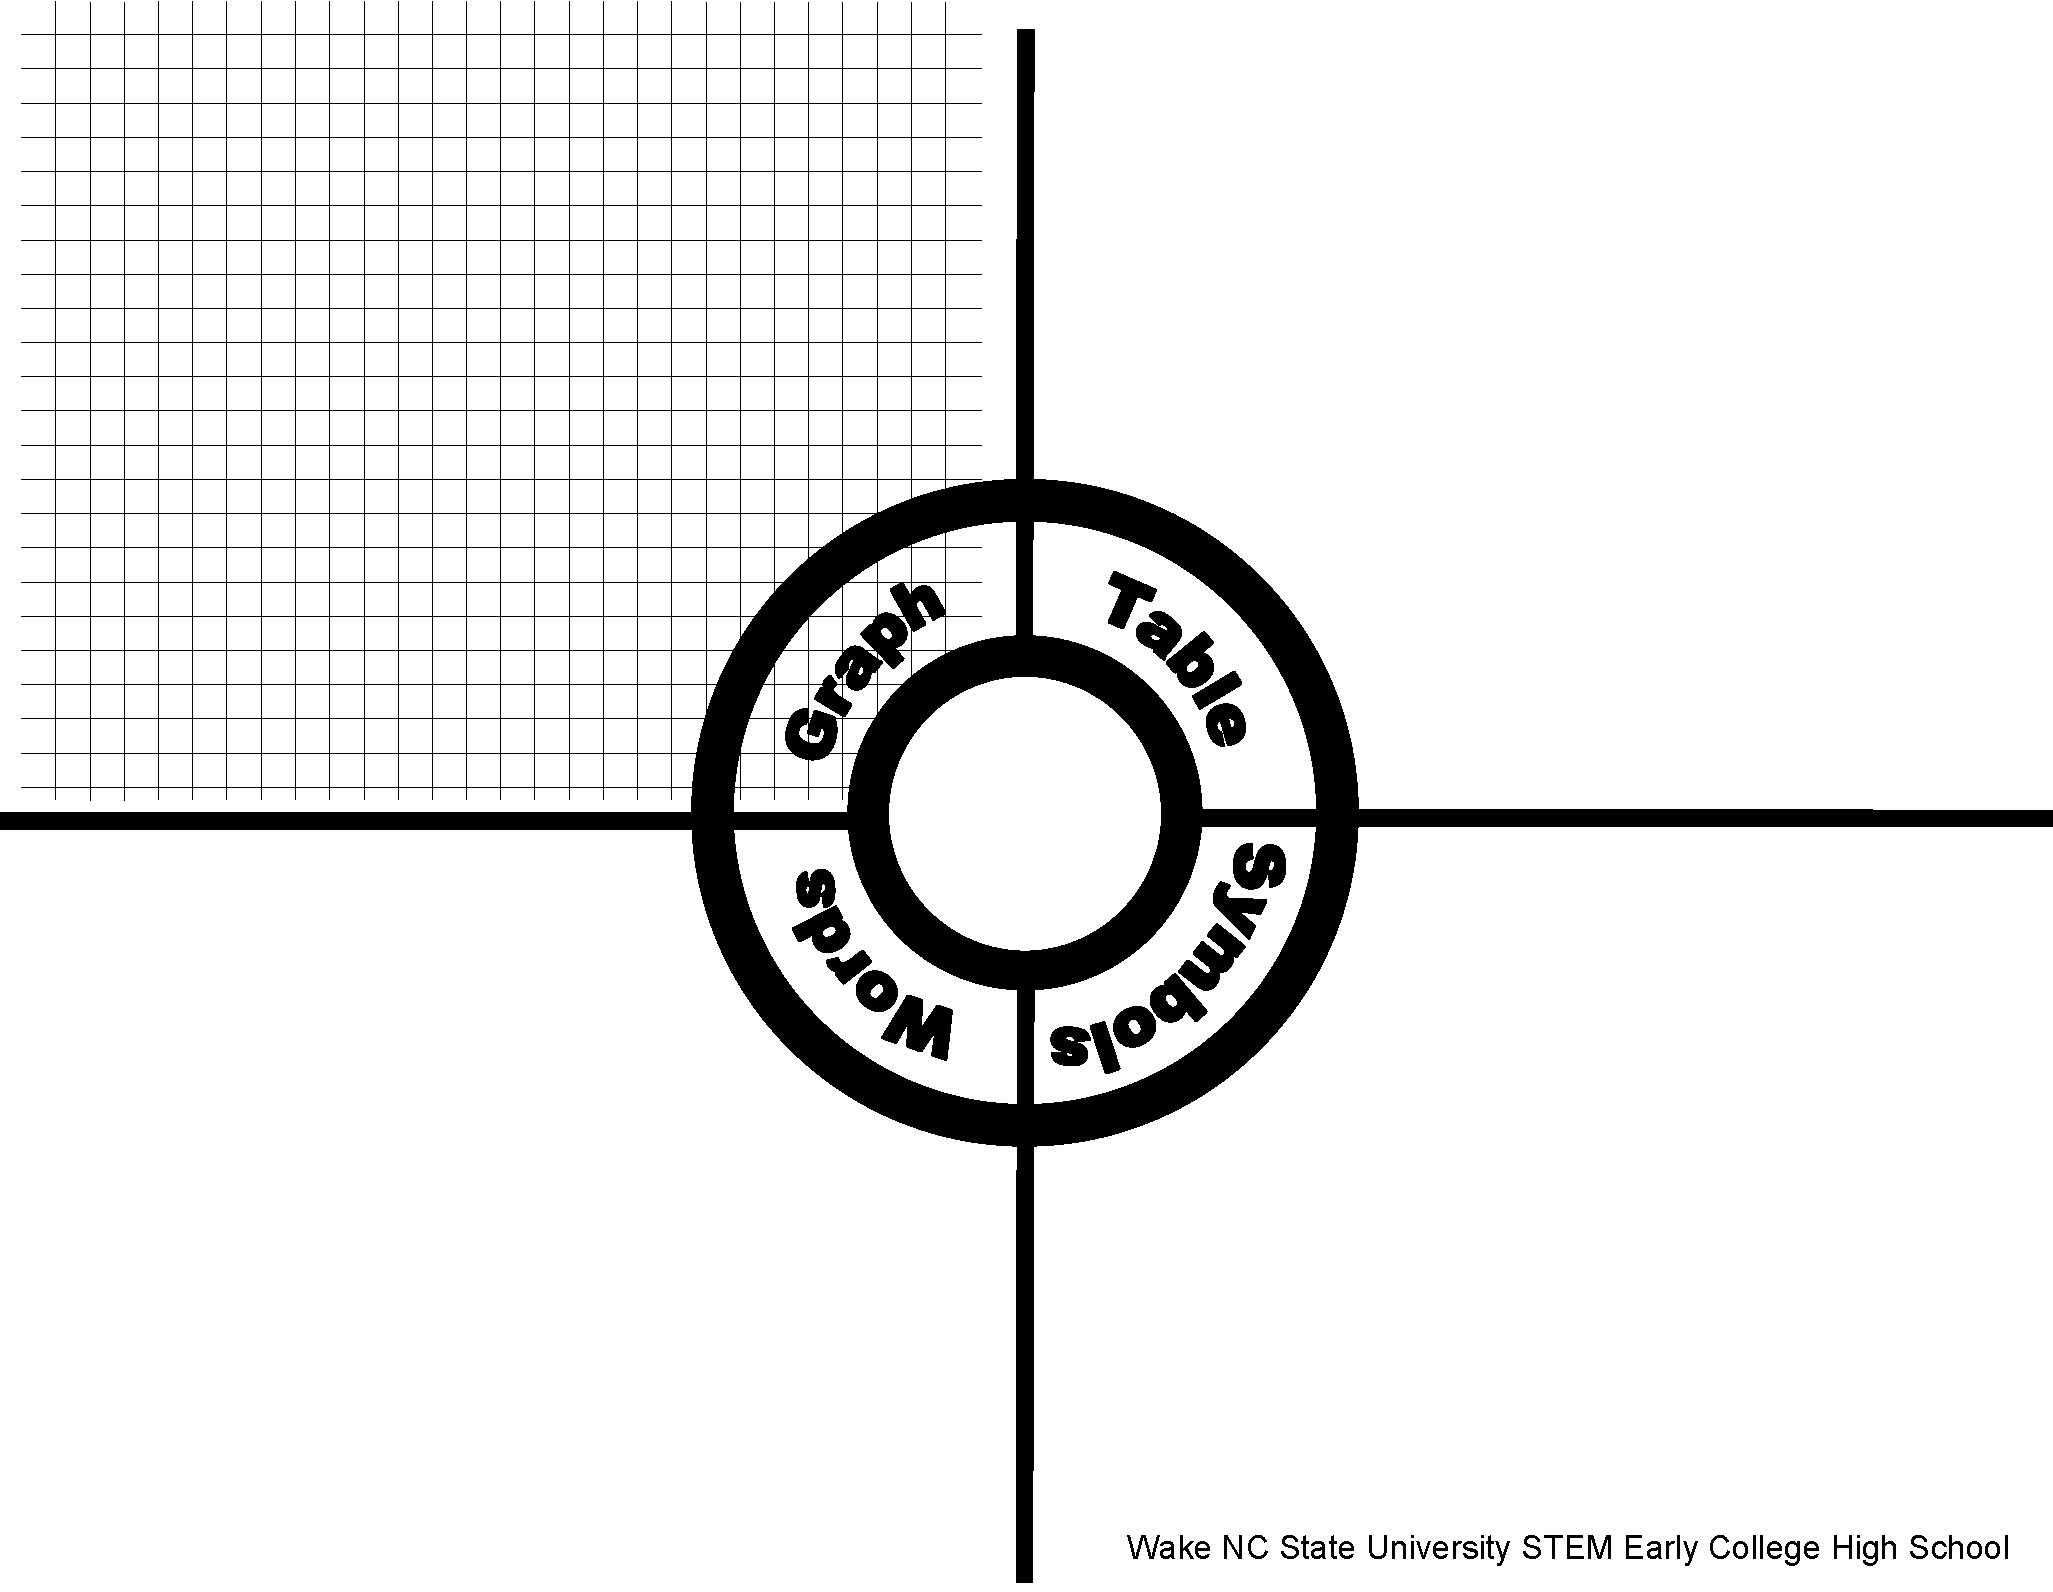 Graph
Table
Words
Symbols
Wake NC State University STEM Early College High School